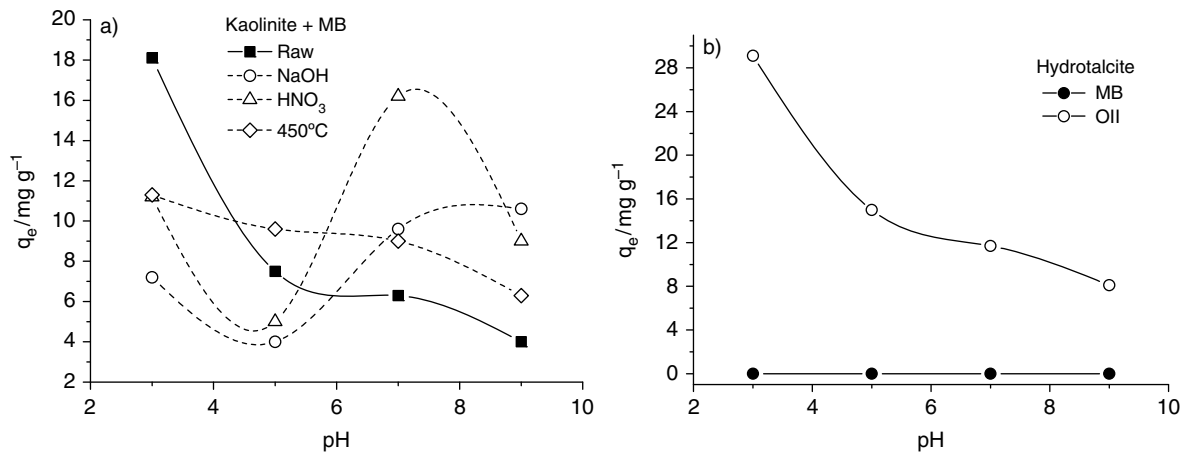 a)
Kaolinite + MB
Raw
NaOH
HNO₃
450ºC
20
18
16
14
12
10
8
6
4
2
qₑ/mg g⁻¹
2
4
6
8
10
pH
b)
Hydrotalcite
MB
OII
28
24
20
16
12
8
4
0
qₑ/mg g⁻¹
2
4
6
8
10
pH